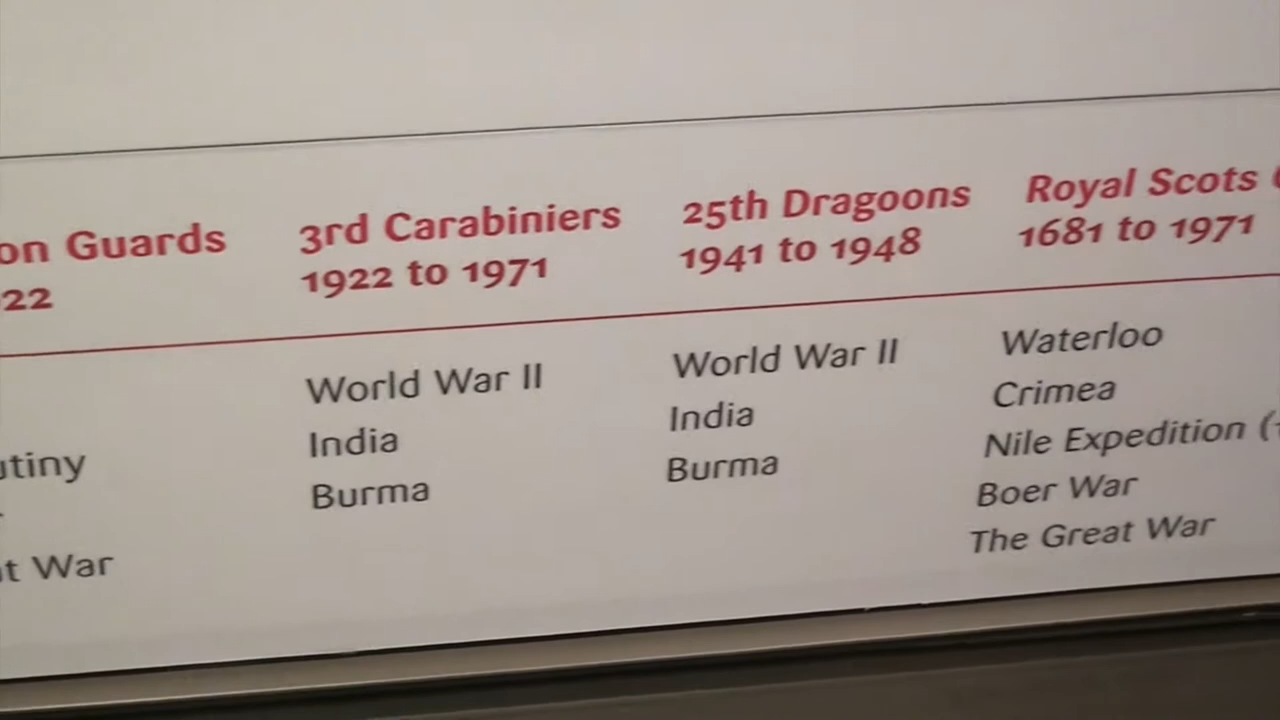 on Guards
22
utiny
t War
3rd Carabiniers
1922 to 1971
World War II
India
Burma
25th Dragoons
1941 to 1948
World War II
India
Burma
Royal Scots
1681 to 1971
Waterloo
Crimea
Nile Expedition (
Boer War
The Great War